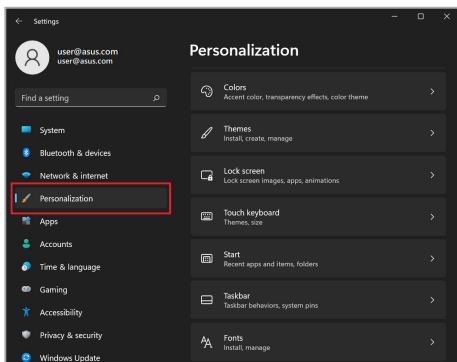 Settings
user@asus.com
user@asus.com
Find a setting
System
Bluetooth & devices
Network & internet
Personalization
Apps
Accounts
Time & language
Gaming
Accessibility
Privacy & security
Windows Update
Personalization
Colors
Accent color, transparency effects, color theme
Themes
Install, create, manage
Lock screen
Lock screen images, apps, animations
Touch keyboard
Themes, size
Start
Recent apps and items, folders
Taskbar
Taskbar behaviors, system pins
Fonts
Install, manage